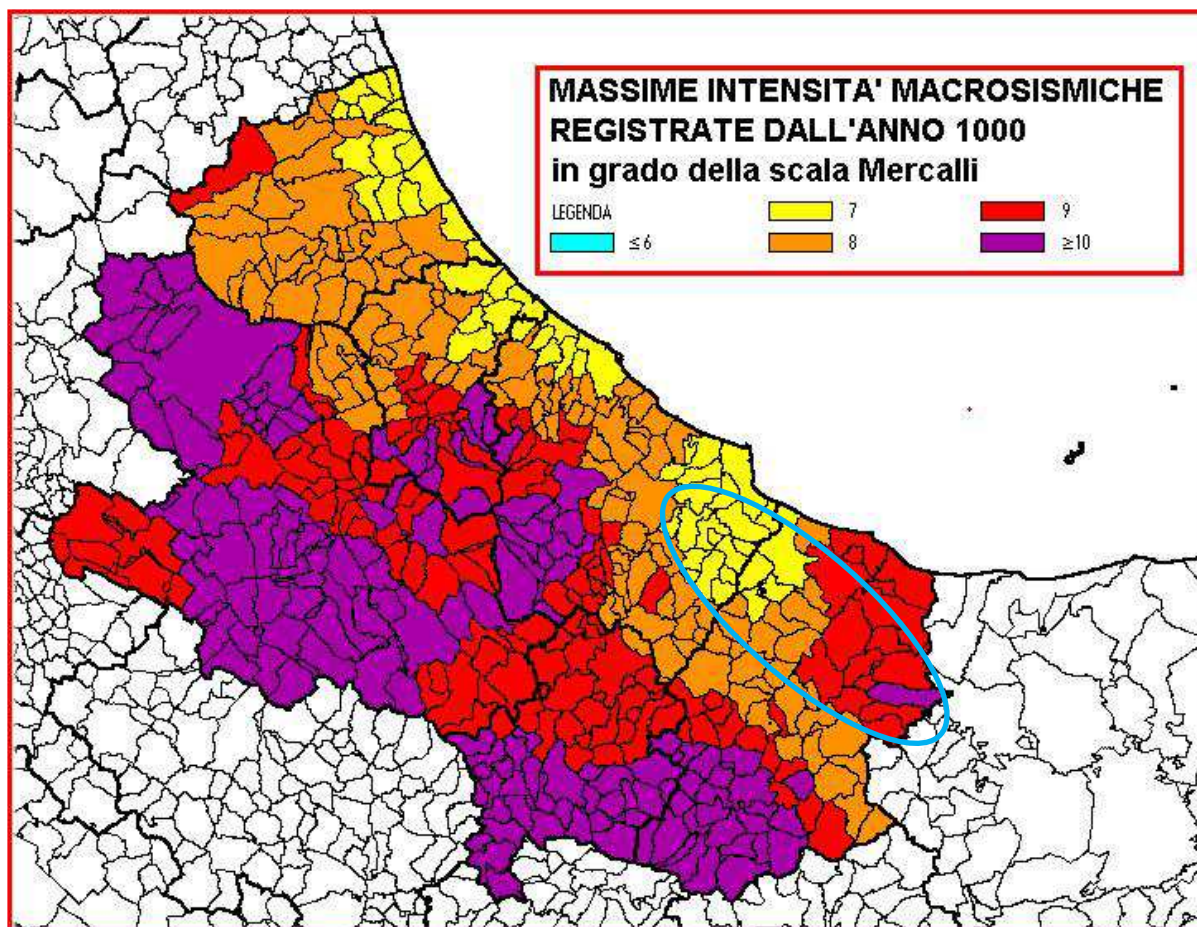 MASSIME INTENSITA' MACROSISMICHE
REGISTRATE DALL'ANNO 1000
in grado della scala Mercalli
LEGENDA
≤6
7
8
9
≥10